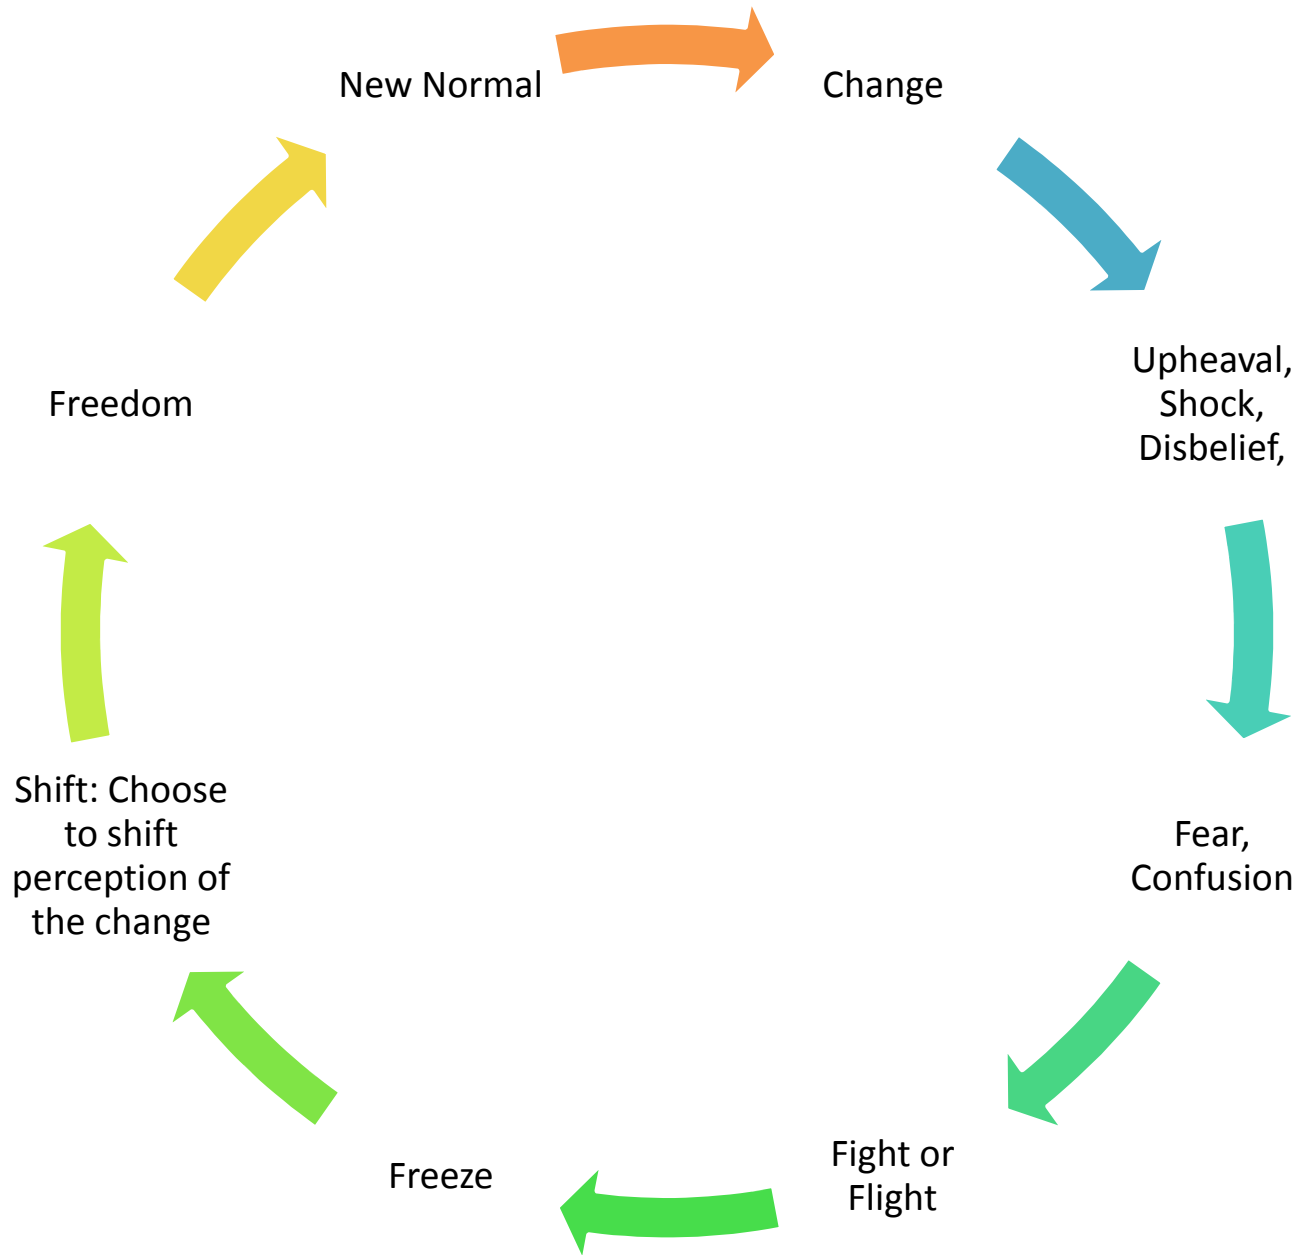 New Normal
Change
Upheaval,
Shock,
Disbelief,
Fear,
Confusion
Fight or
Flight
Freeze
Shift: Choose
to shift
perception of
the change
Freedom